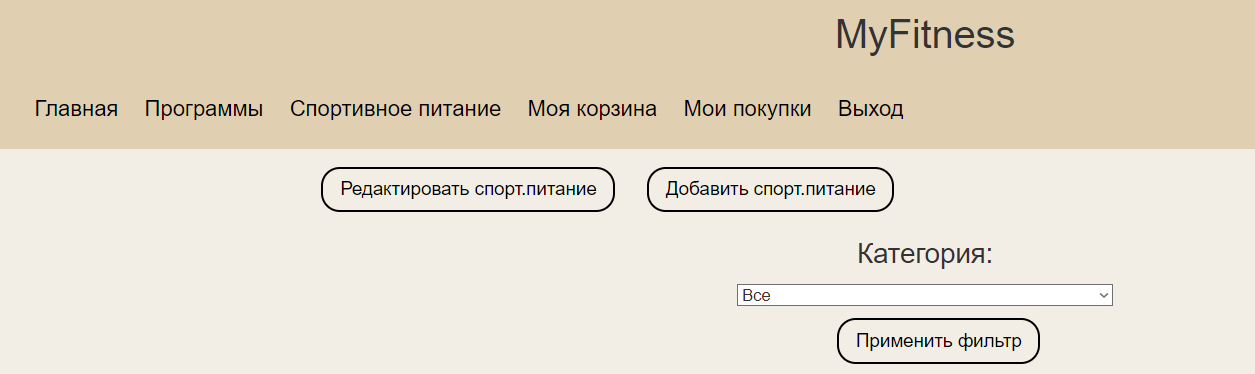 MyFitness
Главная Программы Спортивное питание Моя корзина Мои покупки Выход
Редактировать спорт.питание Добавить спорт.питание
Категория:
Все
Применить фильтр